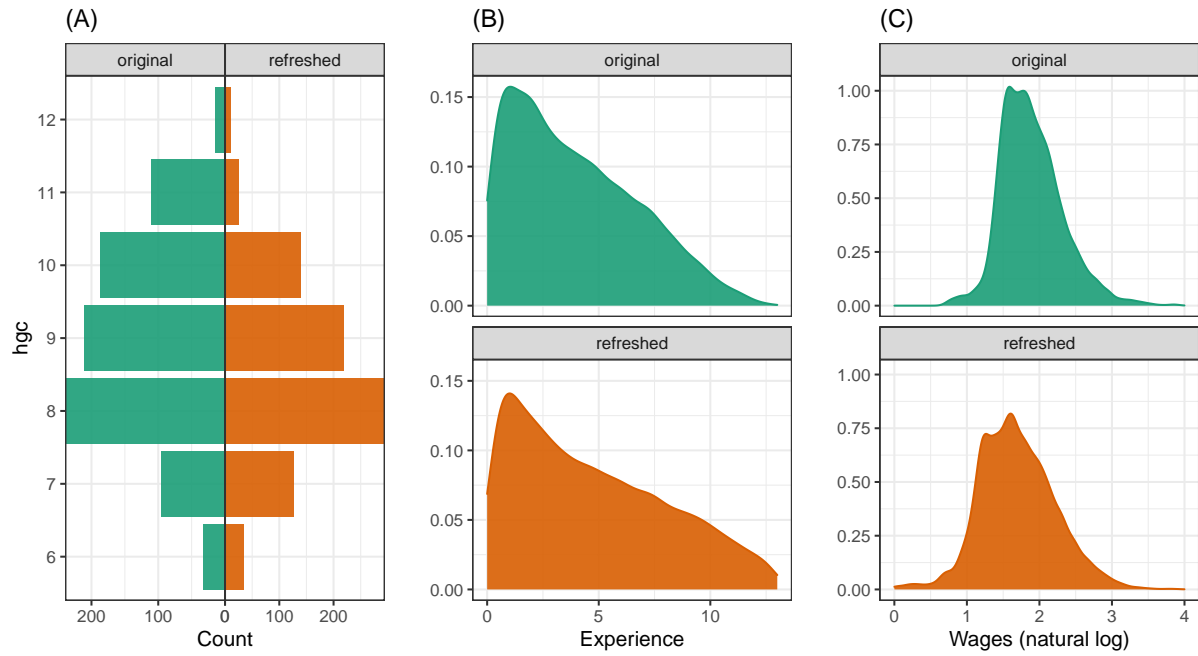 (A)
original refreshed
12
11
10
9
8
7
6
hgc
200 100 0 100 200
Count
(B)
original
0.15
0.10
0.05
0.00
refreshed
0.15
0.10
0.05
0.00
0 5 10
Experience
(C)
original
1.00
0.75
0.50
0.25
0.00
refreshed
1.00
0.75
0.50
0.25
0.00
0 1 2 3 4
Wages (natural log)